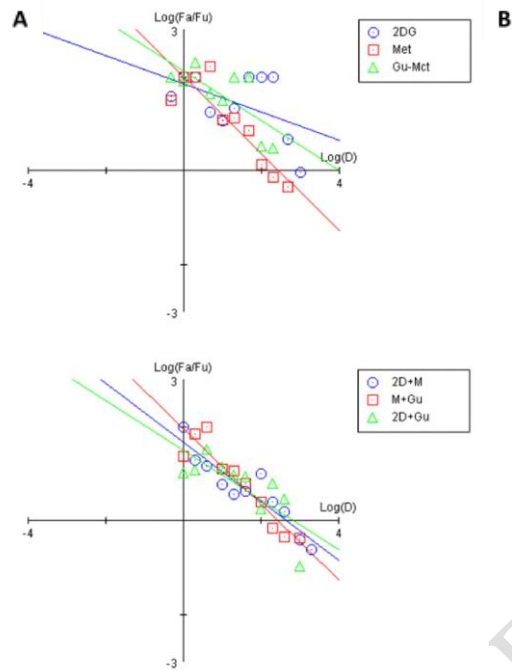 A
B
Log(Fa/Fu)
3
2DG
Met
Gu-Mct
Log(D)
-4
4
-3
Log(Fa/Fu)
3
2D+M
M+Gu
2D+Gu
Log(D)
-4
4
-3